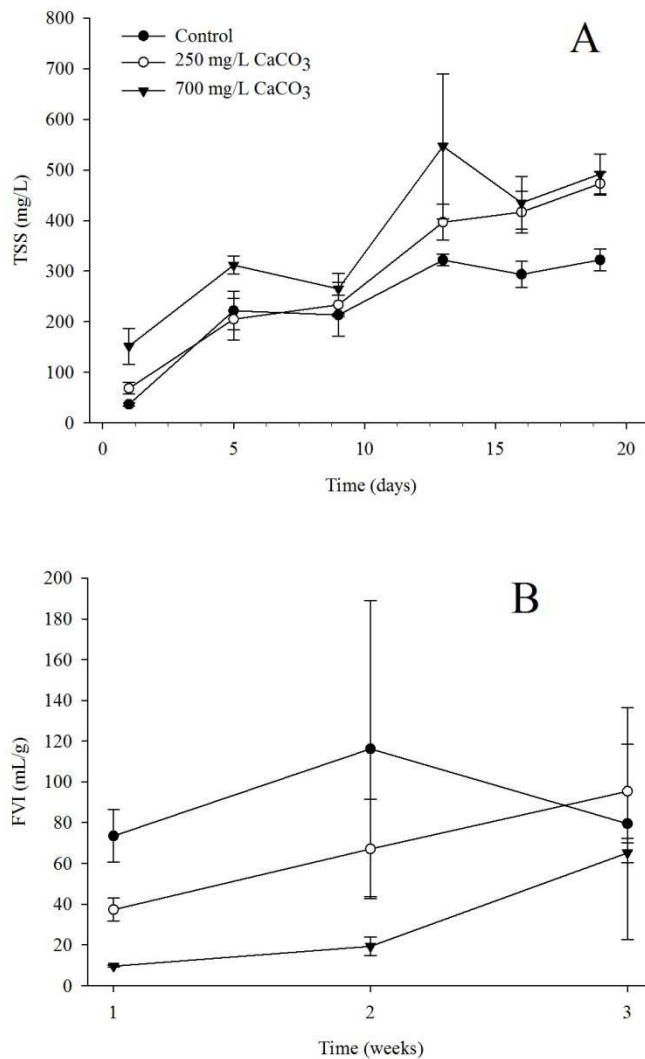 800
700
600
500
400
300
200
100
0
TSS (mg/L)
Control
250 mg/L CaCO₃
700 mg/L CaCO₃
A
0 5 10 15 20
Time (days)
200
180
160
140
120
100
80
60
40
20
0
FVI (mL/g)
B
1 2 3
Time (weeks)